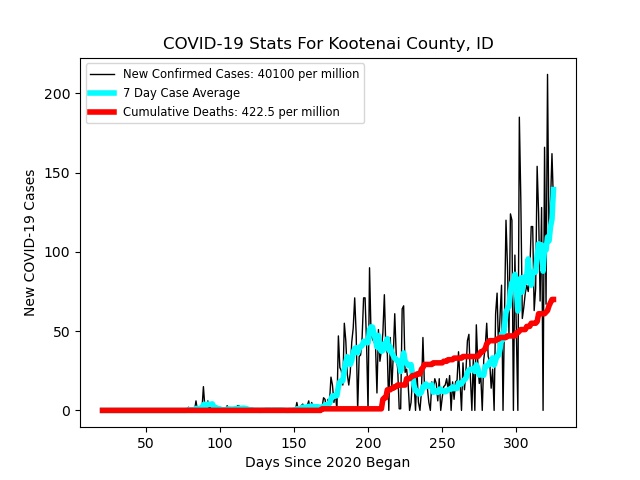 COVID-19 Stats For Kootenai County, ID
New Confirmed Cases: 40100 per million
7 Day Case Average
Cumulative Deaths: 422.5 per million
New COVID-19 Cases
200
150
100
50
0
50 100 150 200 250 300
Days Since 2020 Began